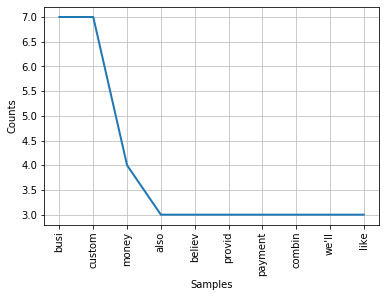 7.0
6.5
6.0
5.5
5.0
4.5
4.0
3.5
3.0
Counts
busi
custom
money
also
believ
provid
payment
combin
we'll
like
Samples